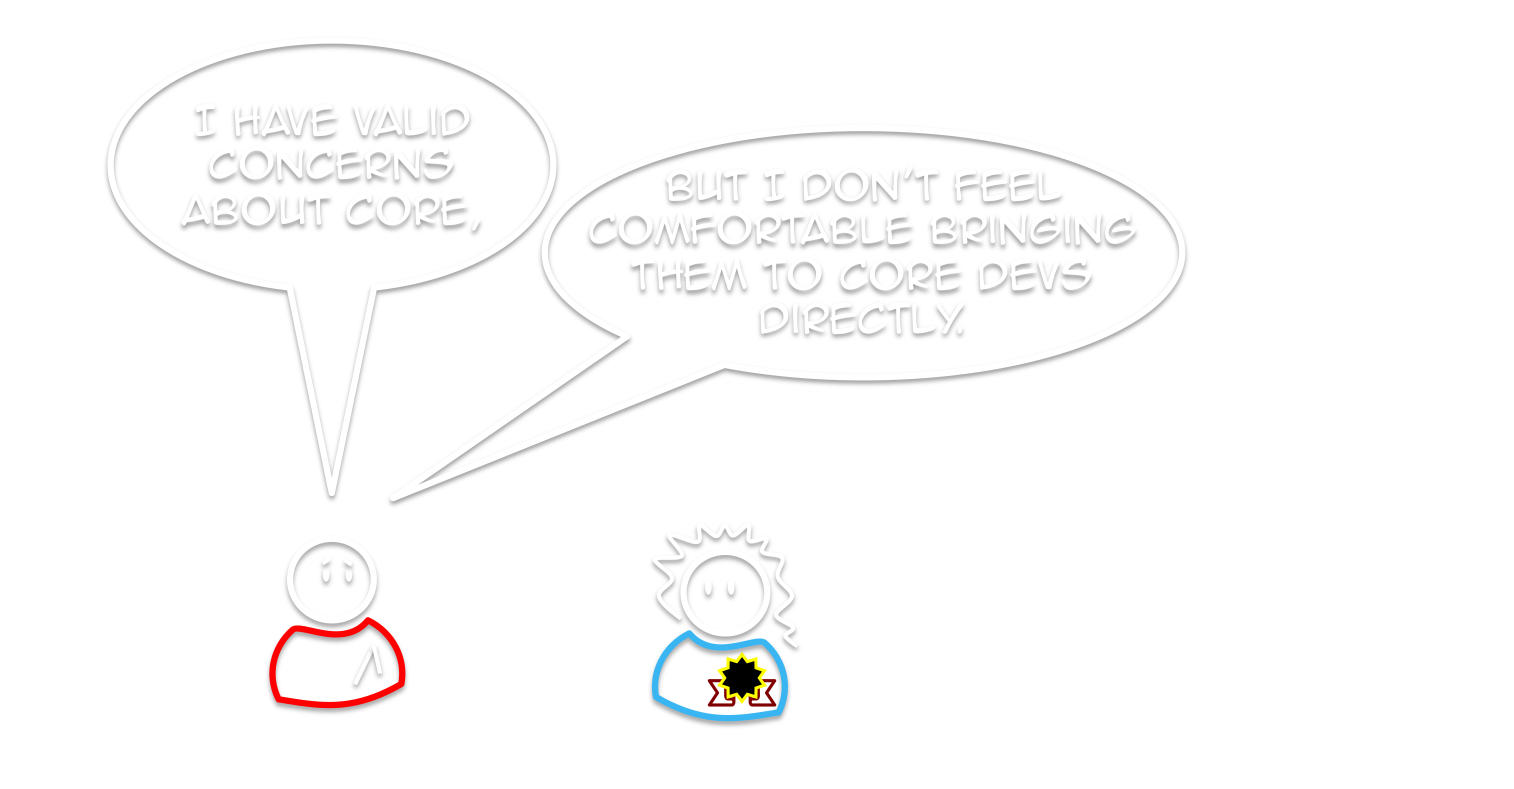 I HAVE VALID
CONCERNS
ABOUT CORE,
BUT I DON'T FEEL
COMFORTABLE BRINGING
THEM TO CORE DEVS
DIRECTLY.